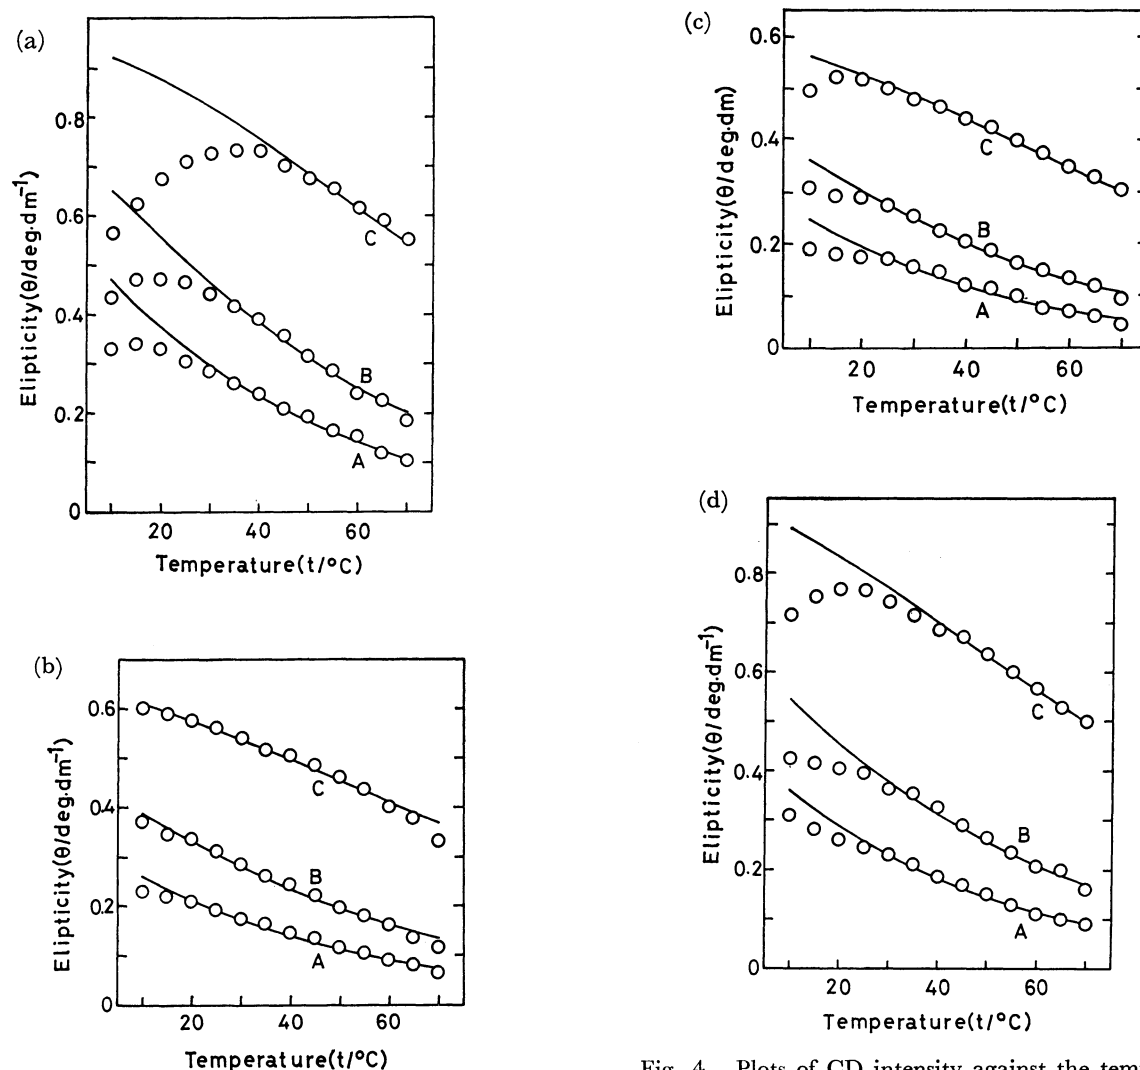 (a)
Elipticity(θ/deg·dm⁻¹)
0.8
0.6
0.4
0.2
0
C
B
A
20 40 60
Temperature(t/°C)
(b)
Elipticity(θ/deg·dm⁻¹)
0.6
0.4
0.2
0
C
B
A
20 40 60
Temperature(t/°C)
(c)
Elipticity(θ/deg·dm)
0.6
0.4
0.2
0
C
B
A
20 40 60
Temperature(t/°C)
(d)
Elipticity(θ/deg·dm⁻¹)
0.8
0.6
0.4
0.2
0
C
B
A
20 40 60
Temperature(t/°C)
Fig. 4. Plots of CD intensity against the tem